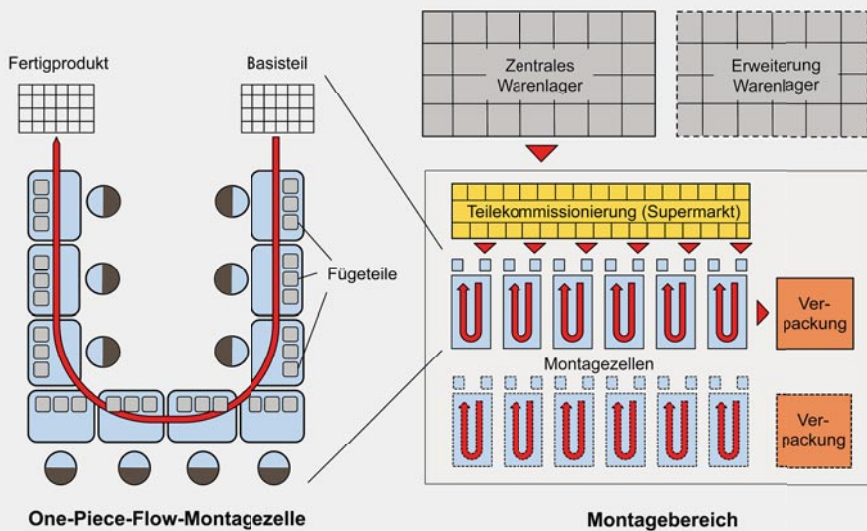 Fertigprodukt
Basisteil
Fügeteile
One-Piece-Flow-Montagezelle
Zentrales
Warenlager
Erweiterung
Warenlager
Teilekommissionierung (Supermarkt)
Ver-
packung
Montagezellen
Ver-
packung
Montagebereich